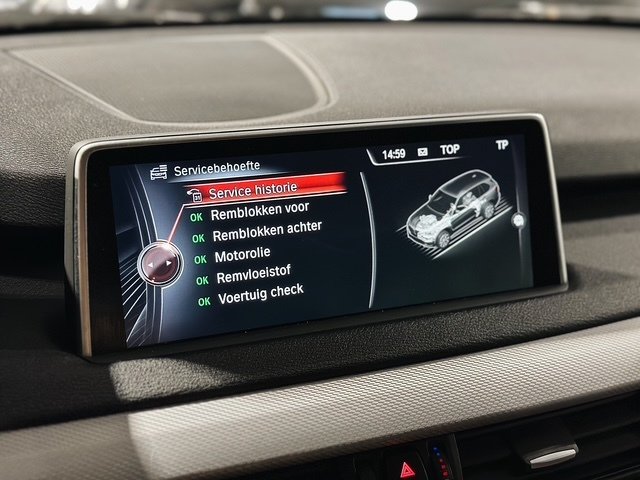 Servicebehoefte
14:59 TOP TP
Service historie
OK Remblokken voor
OK Remblokken achter
OK Motorolie
OK Remvloeistof
OK Voertuig check